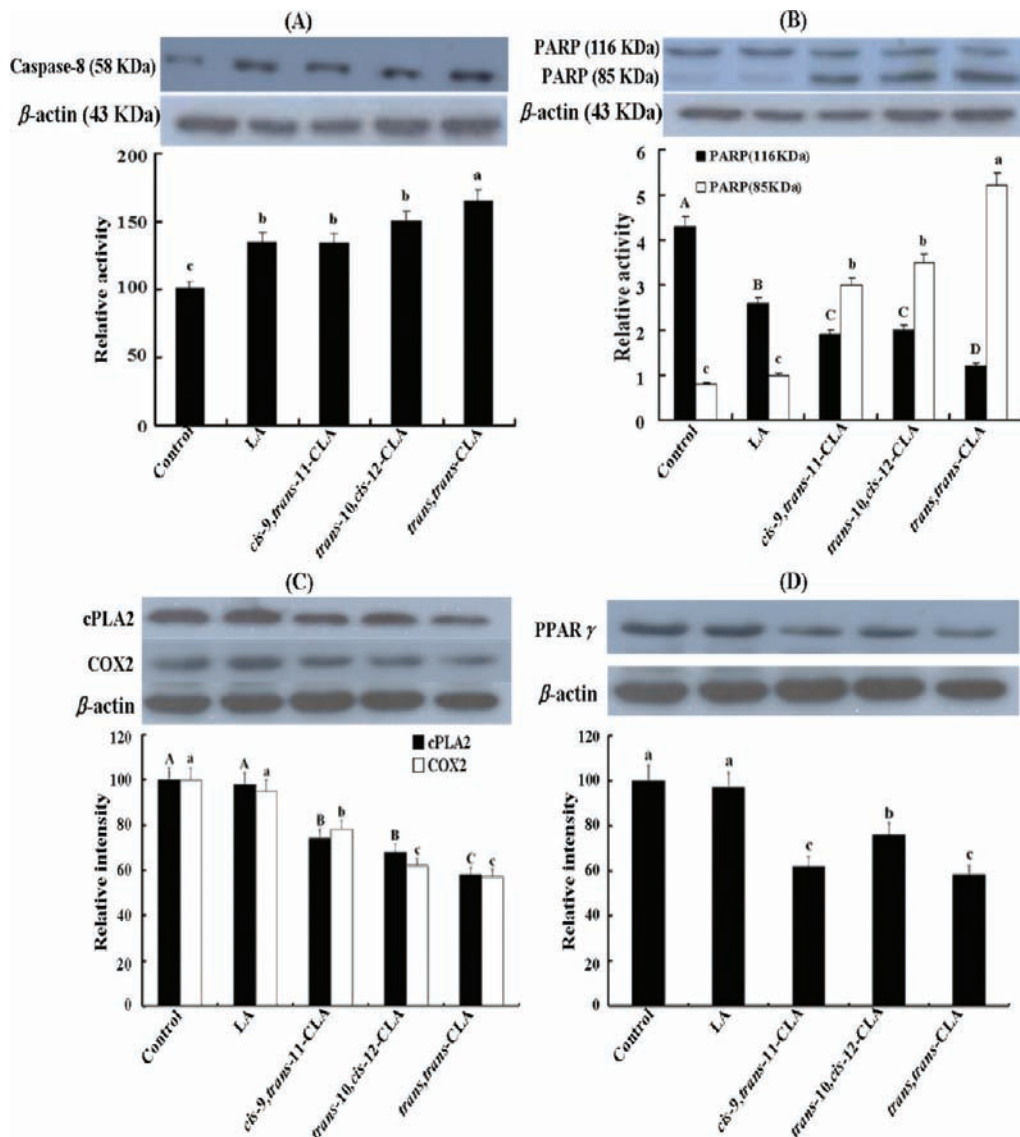 (A)
Caspase-8 (58 KDa)
β-actin (43 KDa)
200
150
100
50
0
Relative activity
c
b
b
b
a
Control
LA
cis-9,trans-11-CLA
trans-10,cis-12-CLA
trans,trans-CLA
(B)
PARP (116 KDa)
PARP (85 KDa)
β-actin (43 KDa)
PARP(116KDa)
PARP(85KDa)
6
5
4
3
2
1
0
Relative activity
A
c
B
c
C
b
C
b
D
a
Control
LA
cis-9,trans-11-CLA
trans-10,cis-12-CLA
trans,trans-CLA
(C)
cPLA2
COX2
β-actin
cPLA2
COX2
120
100
80
60
40
20
0
Relative intensity
A
a
A
a
B
b
B
c
C
c
Control
LA
cis-9,trans-11-CLA
trans-10,cis-12-CLA
trans,trans-CLA
(D)
PPAR γ
β-actin
120
100
80
60
40
20
0
Relative intensity
a
a
c
b
c
Control
LA
cis-9,trans-11-CLA
trans-10,cis-12-CLA
trans,trans-CLA